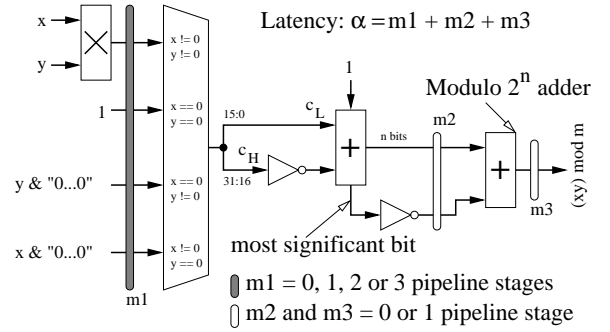 x
y
Latency: α = m1 + m2 + m3
x != 0
y != 0
1
x == 0
y == 0
15:0
c_L
1
Modulo 2^n adder
n bits
m2
+
+
c_H
31:16
y & "0...0"
x == 0
y != 0
m3
(xy) mod m
x & "0...0"
x != 0
y == 0
most significant bit
m1
m1 = 0, 1, 2 or 3 pipeline stages
m2 and m3 = 0 or 1 pipeline stage